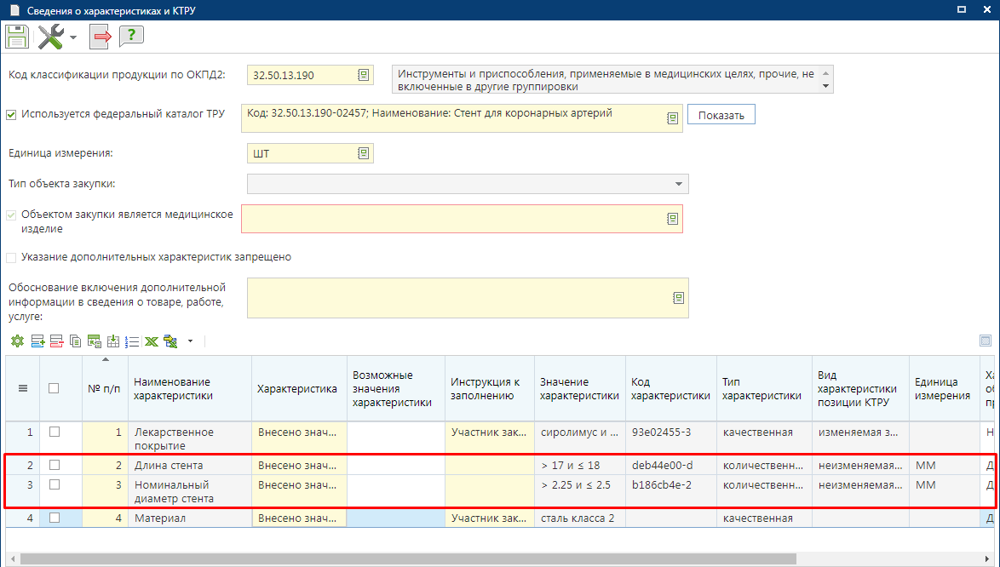 Сведения о характеристиках и КТРУ
Код классификации продукции по ОКПД2:
32.50.13.190
Инструменты и приспособления, применяемые в медицинских целях, прочие, не
включенные в другие группировки
Используется федеральный каталог ТРУ
Код: 32.50.13.190-02457; Наименование: Стент для коронарных артерий
Показать
Единица измерения:
ШТ
Тип объекта закупки:
Объектом закупки является медицинское
изделие
Указание дополнительных характеристик запрещено
Обоснование включения дополнительной
информации в сведения о товаре, работе,
услуге:
№ п/п
Наименование
характеристики
Характеристика
Возможные
значения
характеристики
Инструкция к
заполнению
Значение
характеристики
Код
характеристики
Тип
характеристики
Вид
характеристики
позиции КТРУ
Единица
измерения
1 1 Лекарственное
покрытие
Внесено знач... Участник зак... сиролимус и ... 93e02455-3 качественная изменяемая з...
2 2 Длина стента Внесено знач... > 17 и ≤ 18 deb44e00-d количественн... неизменяемая... ММ
3 3 Номинальный
диаметр стента
Внесено знач... > 2.25 и ≤ 2.5 b186cb4e-2 количественн... неизменяемая... ММ
4 4 Материал Внесено знач... Участник зак... сталь класса 2 качественная